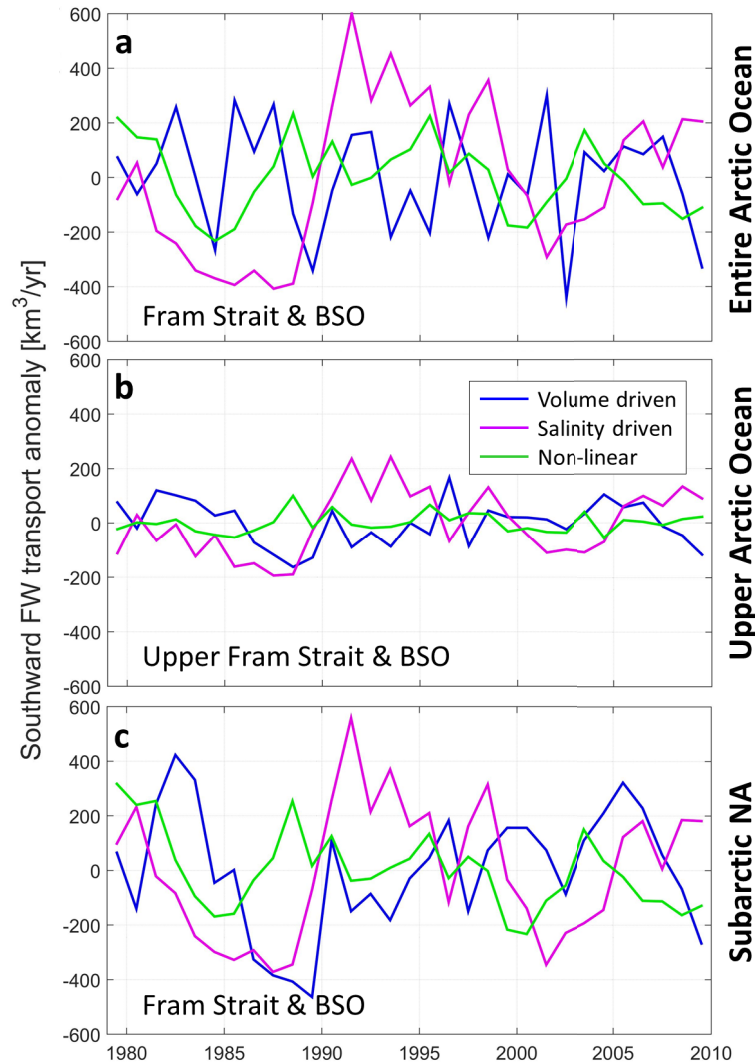 Southward FW transport anomaly [km³/yr]
a
600
400
200
0
-200
-400
-600
Fram Strait & BSO
Entire Arctic Ocean
b
600
400
200
0
-200
-400
-600
Volume driven
Salinity driven
Non-linear
Upper Fram Strait & BSO
Upper Arctic Ocean
c
600
400
200
0
-200
-400
-600
Fram Strait & BSO
Subarctic NA
1980 1985 1990 1995 2000 2005 2010